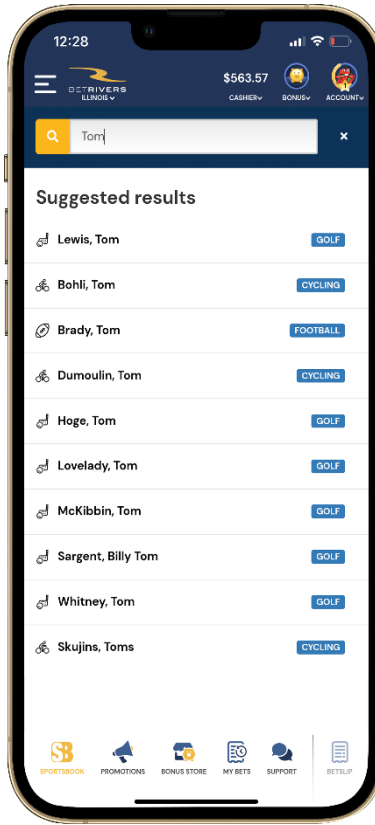 12:28
BETRIVERS
ILLINOIS
$563.57
CASHIER
BONUS
ACCOUNT
Tom
×
Suggested results
Lewis, Tom GOLF
Bohli, Tom CYCLING
Brady, Tom FOOTBALL
Dumoulin, Tom CYCLING
Hoge, Tom GOLF
Lovelady, Tom GOLF
McKibbin, Tom GOLF
Sargent, Billy Tom GOLF
Whitney, Tom GOLF
Skujins, Toms CYCLING
SB
SPORTSBOOK PROMOTIONS BONUS STORE MY BETS SUPPORT BETSLIP